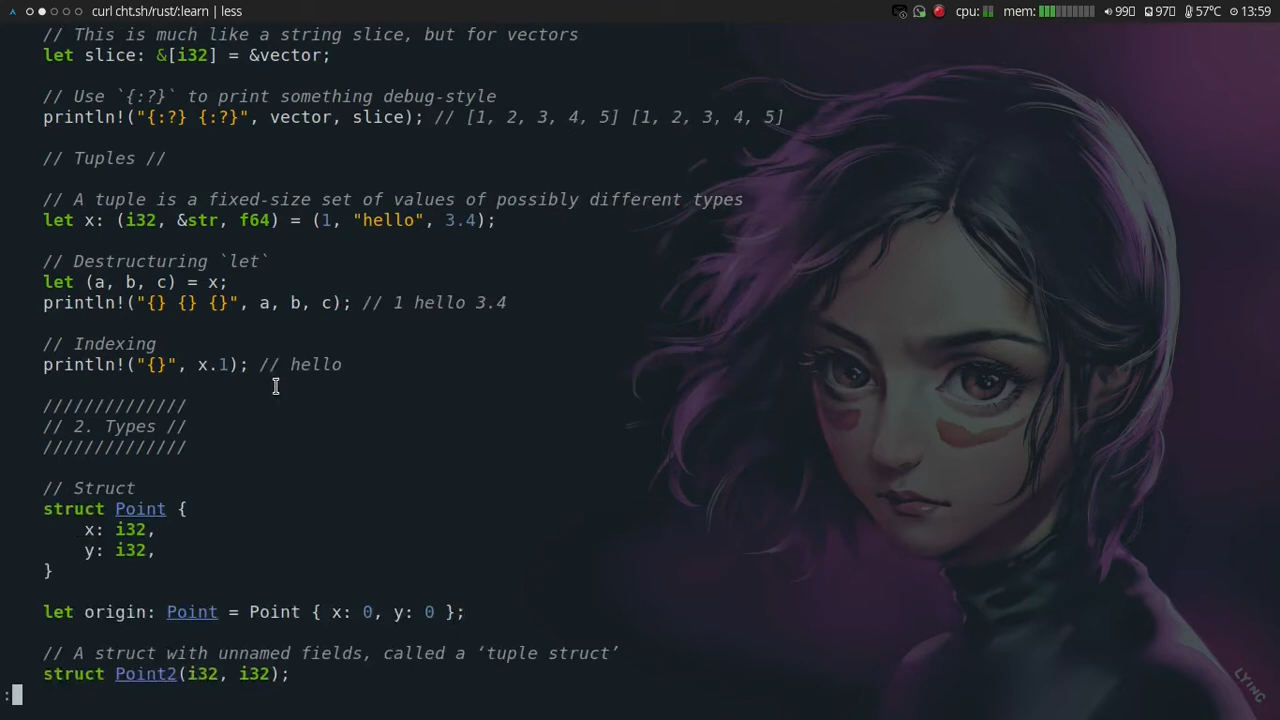 curl cht.sh/rust/:learn | less
cpu: mem: 99 97 57°C 13:59
// This is much like a string slice, but for vectors
let slice: &[i32] = &vector;
// Use `{:?}` to print something debug-style
println!("{:?} {:?}", vector, slice); // [1, 2, 3, 4, 5] [1, 2, 3, 4, 5]
// Tuples //
// A tuple is a fixed-size set of values of possibly different types
let x: (i32, &str, f64) = (1, "hello", 3.4);
// Destructuring `let`
let (a, b, c) = x;
println!("{} {} {}", a, b, c); // 1 hello 3.4
// Indexing
println!("{}", x.1); // hello
//////////////
// 2. Types //
//////////////
// Struct
struct Point {
x: i32,
y: i32,
}
let origin: Point = Point { x: 0, y: 0 };
// A struct with unnamed fields, called a ‘tuple struct’
struct Point2(i32, i32);
:
LYINC